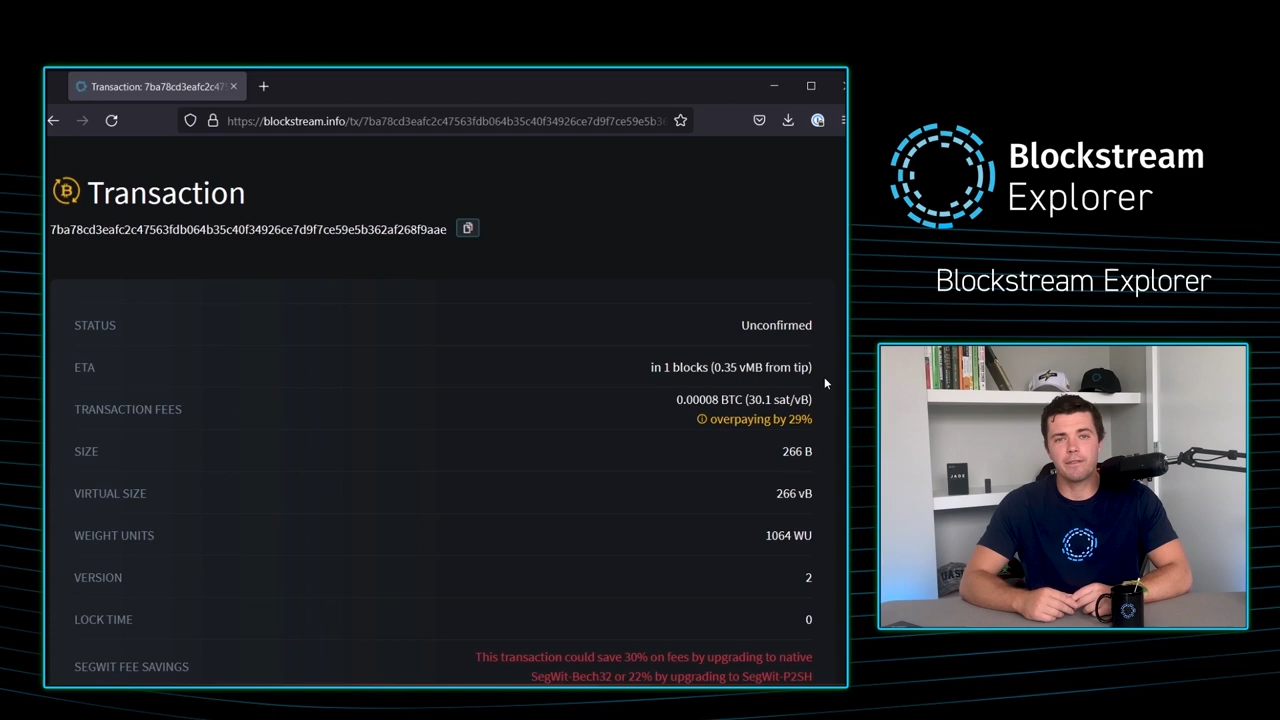 Transaction: 7ba78cd3eafc2c475
https://blockstream.info/tx/7ba78cd3eafc2c47563fdb064b35c40f34926ce7d9f7ce59e5b36
Transaction
7ba78cd3eafc2c47563fdb064b35c40f34926ce7d9f7ce59e5b362af268f9aae
STATUS Unconfirmed
ETA in 1 blocks (0.35 vMB from tip)
TRANSACTION FEES 0.00008 BTC (30.1 sat/vB)
overpaying by 29%
SIZE 266 B
VIRTUAL SIZE 266 vB
WEIGHT UNITS 1064 WU
VERSION 2
LOCK TIME 0
SEGWIT FEE SAVINGS This transaction could save 30% on fees by upgrading to native
SegWit-Bech32 or 22% by upgrading to SegWit-P2SH
Blockstream
Explorer
Blockstream Explorer
JADE